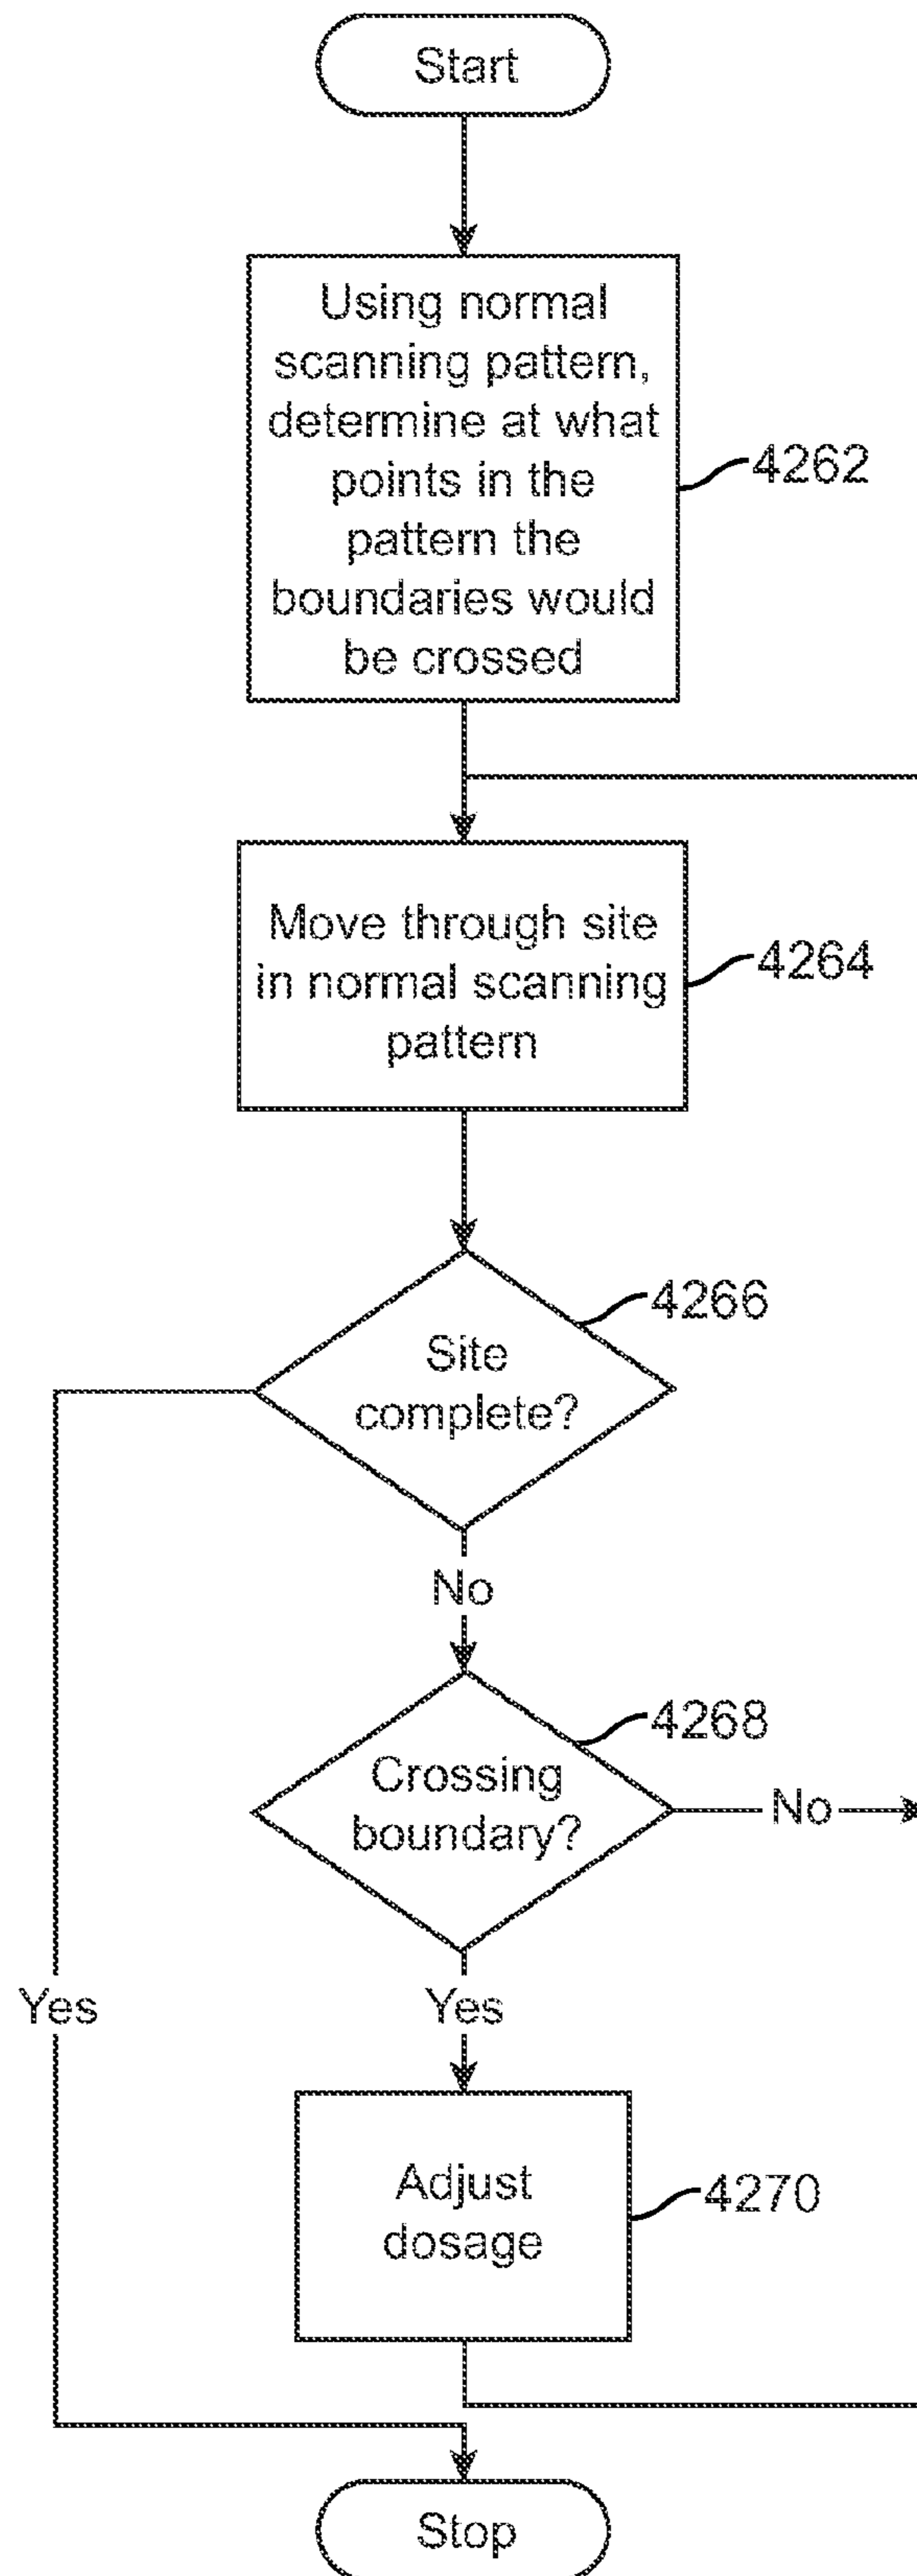 Start
Using normal
scanning pattern,
determine at what
points in the
pattern the
boundaries would
be crossed
4262
Move through site
in normal scanning
pattern
4264
Site
complete?
4266
No
Crossing
boundary?
4268
No
Yes
Yes
Adjust
dosage
4270
Stop